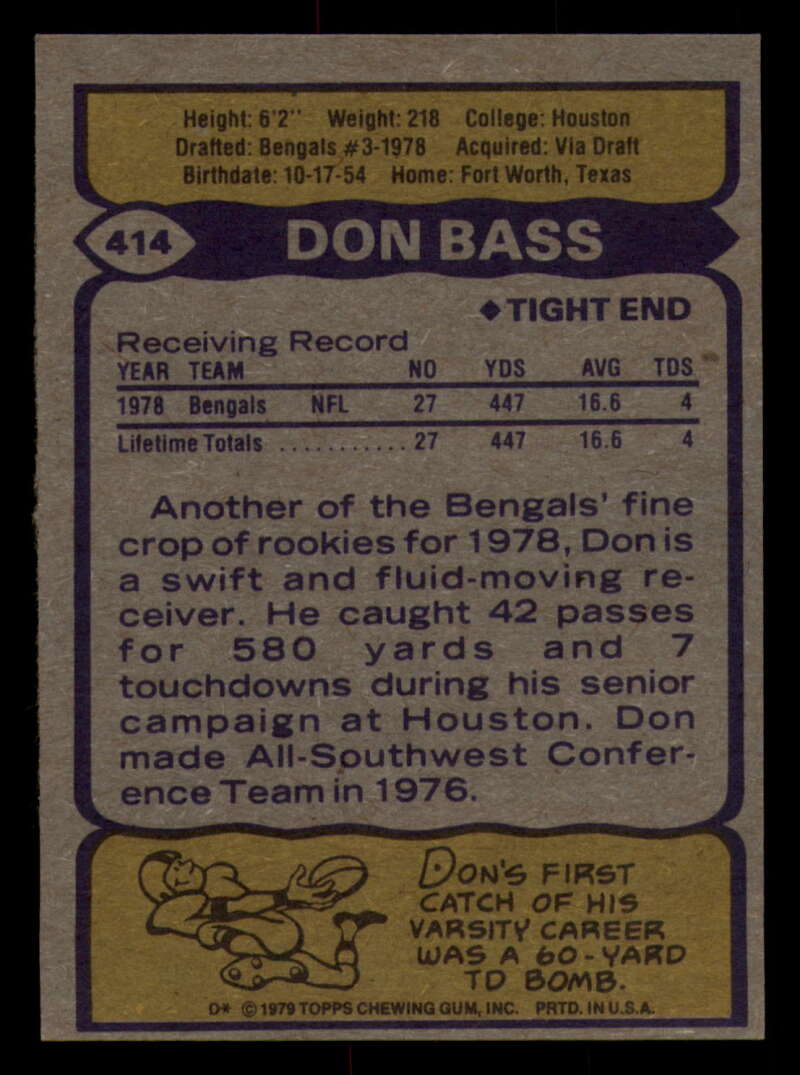 Height: 6'2" Weight: 218 College: Houston
Drafted: Bengals #3-1978 Acquired: Via Draft
Birthdate: 10-17-54 Home: Fort Worth, Texas
414 DON BASS
◆TIGHT END
Receiving Record
YEAR TEAM NO YDS AVG TDS
1978 Bengals NFL 27 447 16.6 4
Lifetime Totals ........... 27 447 16.6 4
Another of the Bengals' fine
crop of rookies for 1978, Don is
a swift and fluid-moving re-
ceiver. He caught 42 passes
for 580 yards and 7
touchdowns during his senior
campaign at Houston. Don
made All-Southwest Confer-
ence Team in 1976.
DON'S FIRST
CATCH OF HIS
VARSITY CAREER
WAS A 60-YARD
TD BOMB.
D* © 1979 TOPPS CHEWING GUM, INC. PRTD. IN U.S.A.